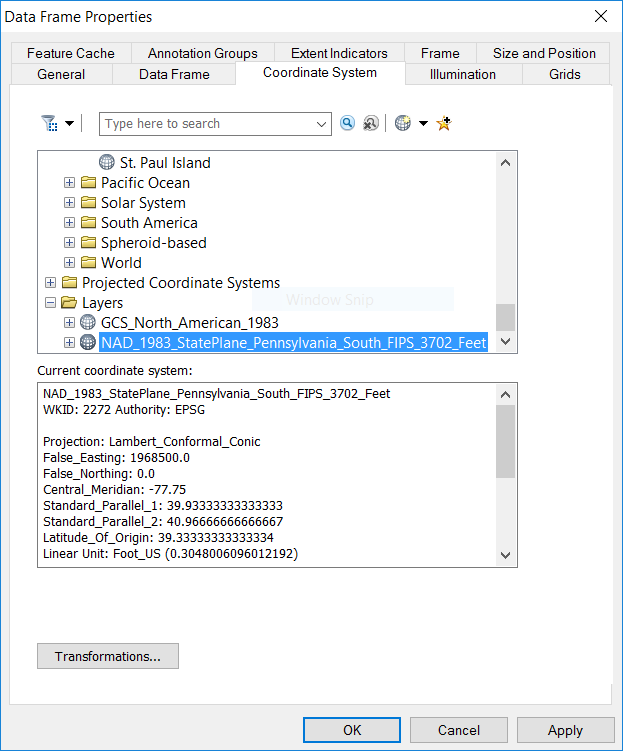 Data Frame Properties
Feature Cache Annotation Groups Extent Indicators Frame Size and Position
General Data Frame Coordinate System Illumination Grids
Type here to search
St. Paul Island
Pacific Ocean
Solar System
South America
Spheroid-based
World
Projected Coordinate Systems
Layers
Window Snip
GCS_North_American_1983
NAD_1983_StatePlane_Pennsylvania_South_FIPS_3702_Feet
Current coordinate system:
NAD_1983_StatePlane_Pennsylvania_South_FIPS_3702_Feet
WKID: 2272 Authority: EPSG
Projection: Lambert_Conformal_Conic
False_Easting: 1968500.0
False_Northing: 0.0
Central_Meridian: -77.75
Standard_Parallel_1: 39.93333333333333
Standard_Parallel_2: 40.96666666666667
Latitude_Of_Origin: 39.33333333333334
Linear Unit: Foot_US (0.3048006096012192)
Transformations...
OK Cancel Apply